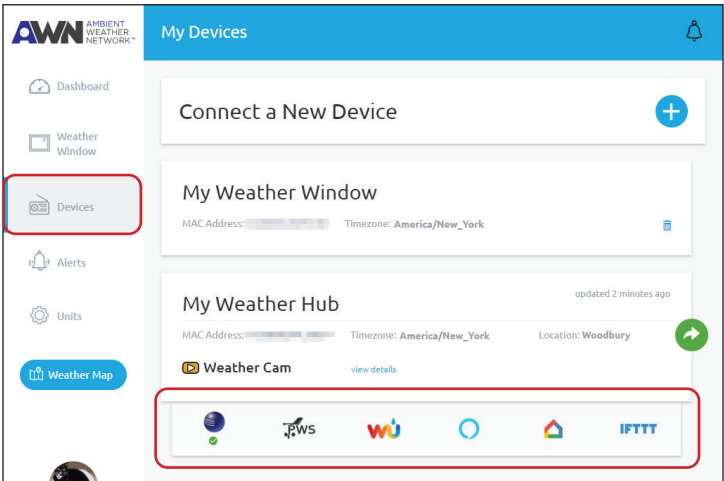 AWN AMBIENT
WEATHER
NETWORK™
My Devices
Dashboard
Weather
Window
Devices
Alerts
Units
Weather Map
Connect a New Device
My Weather Window
MAC Address: Timezone: America/New_York
My Weather Hub
updated 2 minutes ago
MAC Address: Timezone: America/New_York Location: Woodbury
Weather Cam view details
PWS wu IFTTT